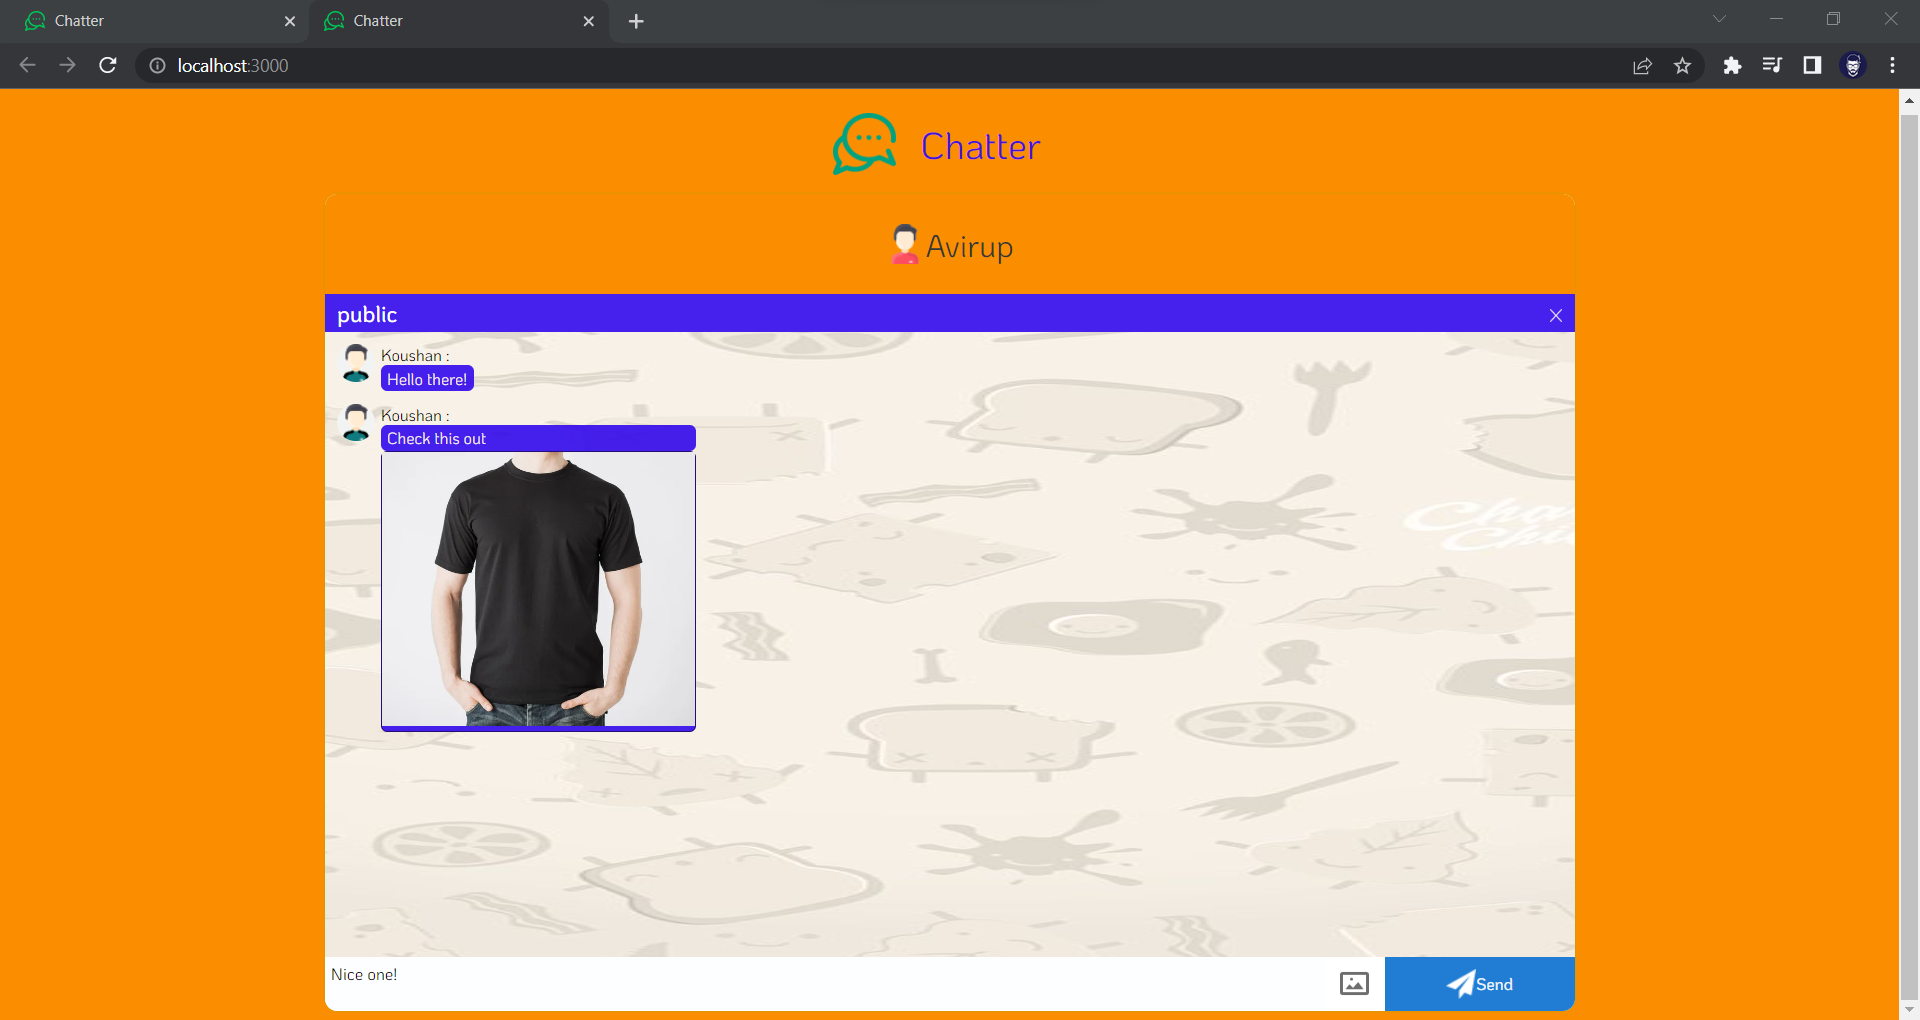 Chatter
Chatter
localhost:3000
Chatter
Avirup
public
Koushan :
Hello there!
Koushan :
Check this out
Nice one!
Send